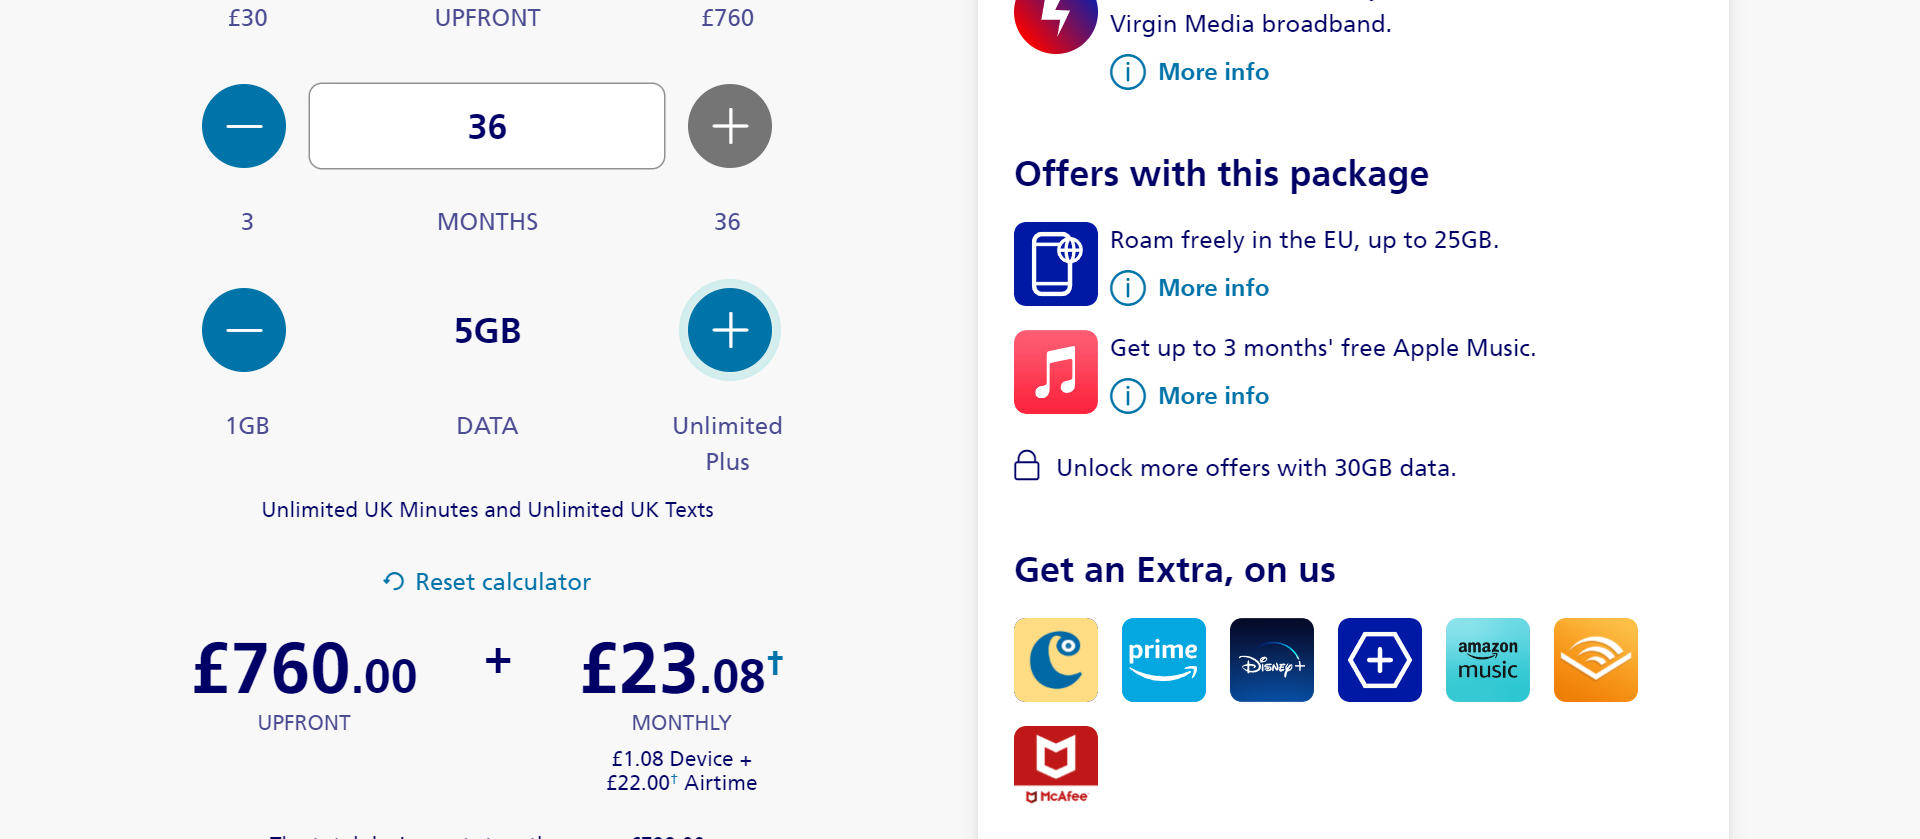 £30 UPFRONT £760
36
3 MONTHS 36
5GB
1GB DATA Unlimited
Plus
Unlimited UK Minutes and Unlimited UK Texts
Reset calculator
£760.00 + £23.08†
UPFRONT MONTHLY
£1.08 Device +
£22.00† Airtime
Virgin Media broadband.
More info
Offers with this package
Roam freely in the EU, up to 25GB.
More info
Get up to 3 months' free Apple Music.
More info
Unlock more offers with 30GB data.
Get an Extra, on us
prime
Disney+
amazon
music
McAfee